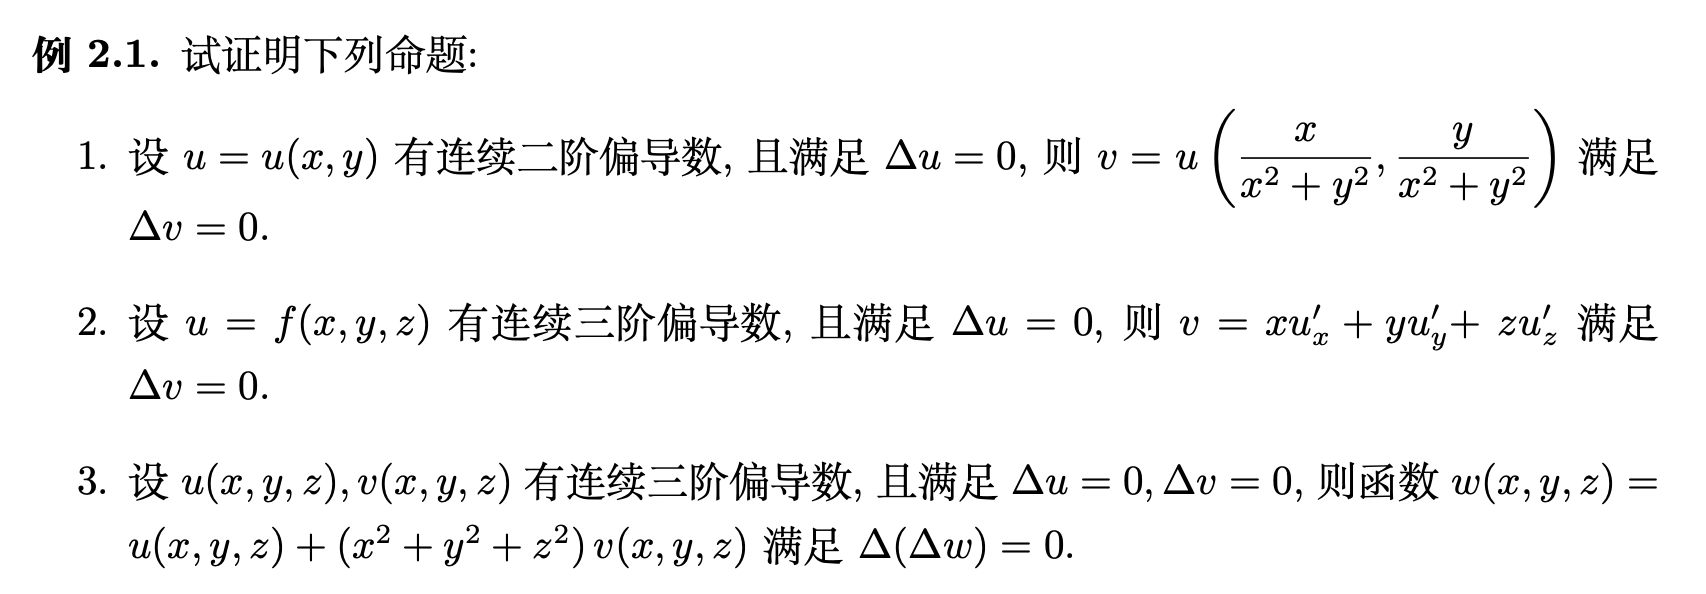 例 2.1. 试证明下列命题:
1. 设 $u = u(x, y)$ 有连续二阶偏导数, 且满足 $\Delta u = 0$, 则 $v = u\left(\frac{x}{x^2 + y^2}, \frac{y}{x^2 + y^2}\right)$ 满足
$\Delta v = 0$.
2. 设 $u = f(x, y, z)$ 有连续三阶偏导数, 且满足 $\Delta u = 0$, 则 $v = xu'_x + yu'_y + zu'_z$ 满足
$\Delta v = 0$.
3. 设 $u(x, y, z), v(x, y, z)$ 有连续三阶偏导数, 且满足 $\Delta u = 0, \Delta v = 0$, 则函数 $w(x, y, z) =$
$u(x, y, z) + (x^2 + y^2 + z^2) v(x, y, z)$ 满足 $\Delta(\Delta w) = 0$.